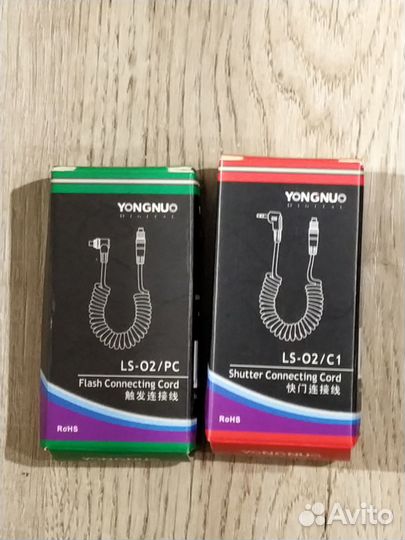 YONGNUO
DIGITAL
LS-02/PC
Flash Connecting Cord
触发连接线
RoHS
YONGNUO
DIGITAL
LS-02/C1
Shutter Connecting Cord
快门连接线
RoHS
YONGNUO
Avito